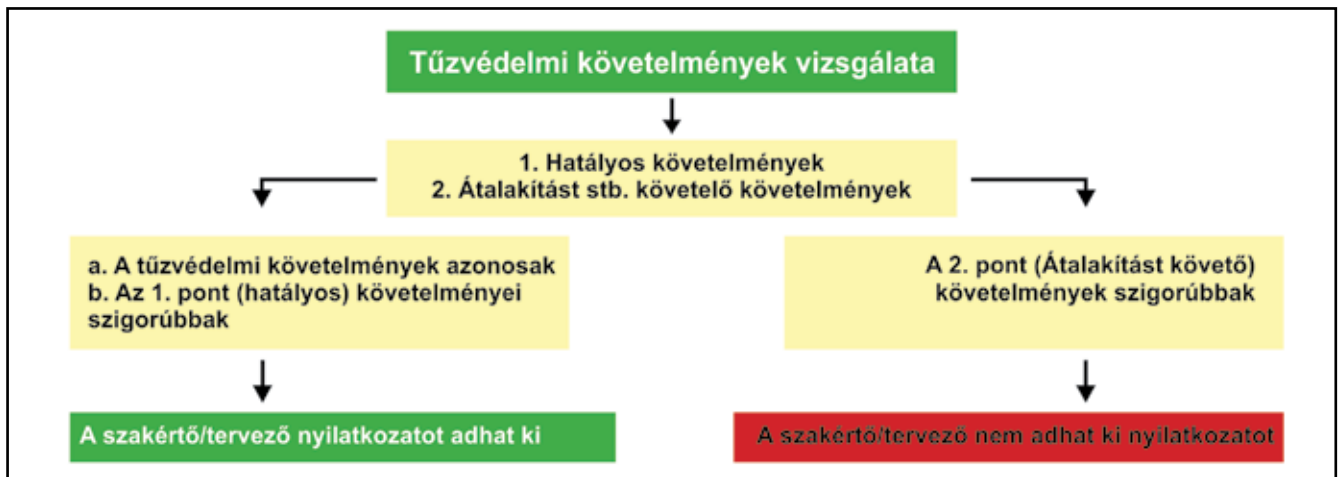 Tűzvédelmi követelmények vizsgálata
1. Hatályos követelmények
2. Átalakítást stb. követelő követelmények
a. A tűzvédelmi követelmények azonosak
b. Az 1. pont (hatályos) követelményei
szigorúbbak
A 2. pont (Átalakítást követő)
követelmények szigorúbbak
A szakértő/tervező nyilatkozatot adhat ki
A szakértő/tervező nem adhat ki nyilatkozatot